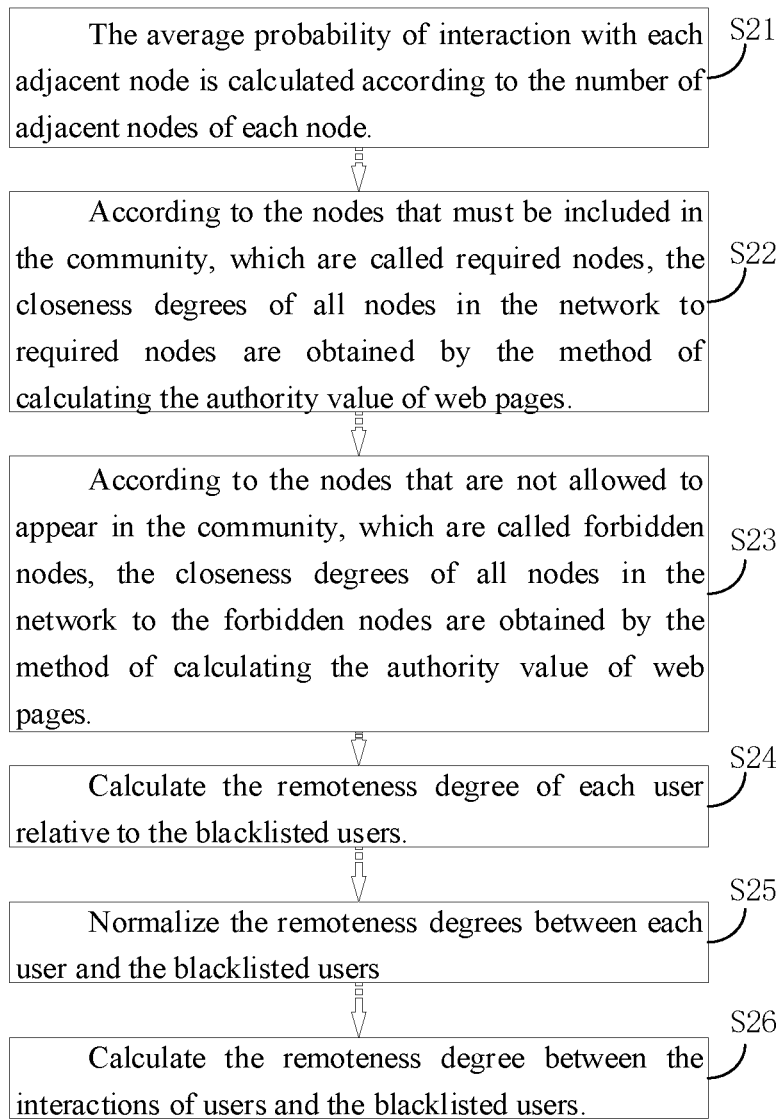 The average probability of interaction with each
adjacent node is calculated according to the number of
adjacent nodes of each node.
S21
According to the nodes that must be included in
the community, which are called required nodes, the
closeness degrees of all nodes in the network to
required nodes are obtained by the method of
calculating the authority value of web pages.
S22
According to the nodes that are not allowed to
appear in the community, which are called forbidden
nodes, the closeness degrees of all nodes in the
network to the forbidden nodes are obtained by the
method of calculating the authority value of web
pages.
S23
Calculate the remoteness degree of each user
relative to the blacklisted users.
S24
Normalize the remoteness degrees between each
user and the blacklisted users
S25
Calculate the remoteness degree between the
interactions of users and the blacklisted users.
S26